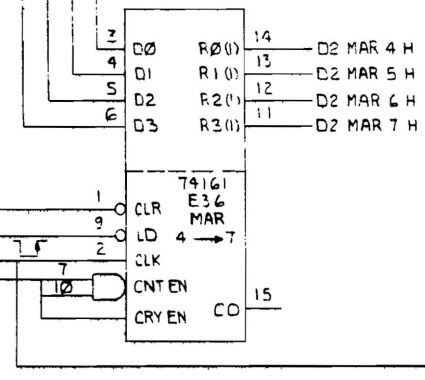 3 D0 R0(1) 14 D2 MAR 4 H
4 D1 R1(1) 13 D2 MAR 5 H
5 D2 R2(1) 12 D2 MAR 6 H
6 D3 R3(1) 11 D2 MAR 7 H
74161
E36
MAR
4 → 7
1 CLR
9 LD
2 CLK
7
10 CNT EN
CRY EN
CO 15